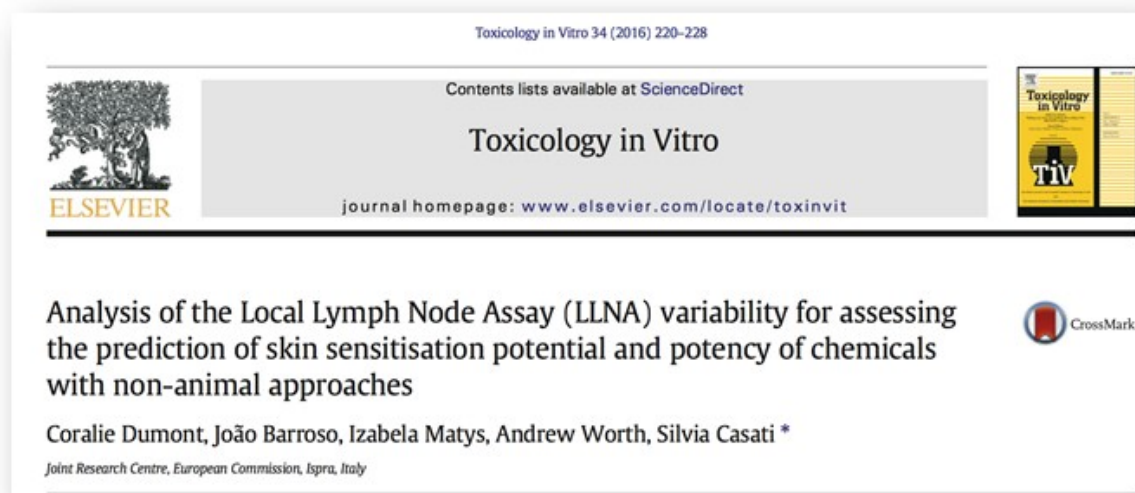 Toxicology in Vitro 34 (2016) 220–228
Contents lists available at ScienceDirect
Toxicology in Vitro
journal homepage: www.elsevier.com/locate/toxinvit
ELSEVIER
Toxicology
in Vitro
TiV
Analysis of the Local Lymph Node Assay (LLNA) variability for assessing
the prediction of skin sensitisation potential and potency of chemicals
with non-animal approaches
CrossMark
Coralie Dumont, João Barroso, Izabela Matys, Andrew Worth, Silvia Casati *
Joint Research Centre, European Commission, Ispra, Italy